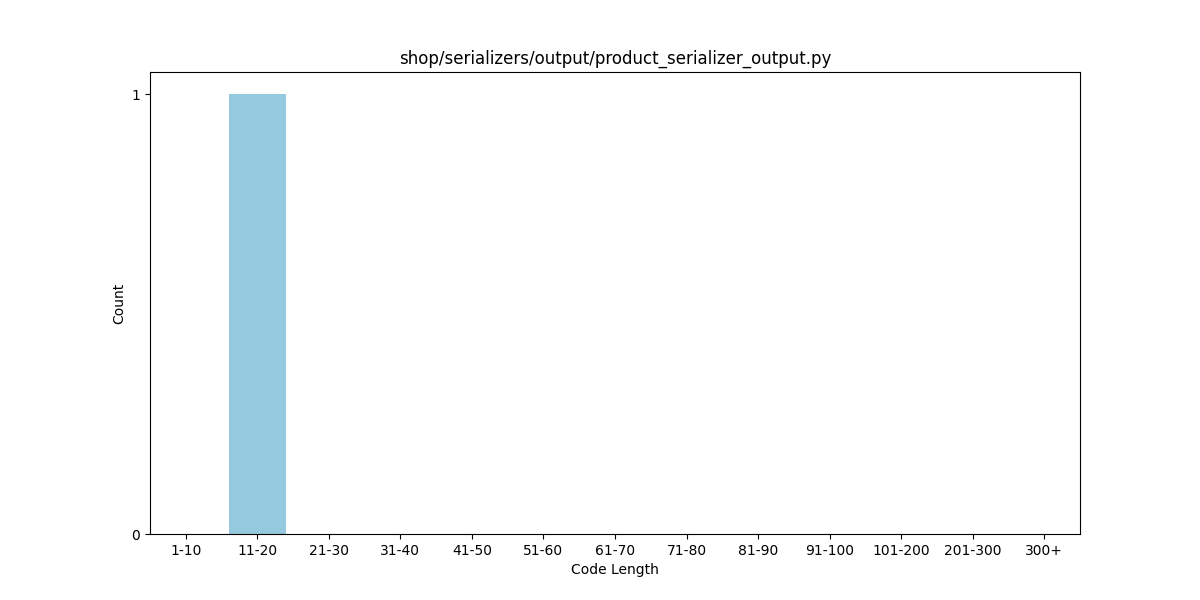 shop/serializers/output/product_serializer_output.py
1
Count
0
1-10 11-20 21-30 31-40 41-50 51-60 61-70 71-80 81-90 91-100 101-200 201-300 300+
Code Length